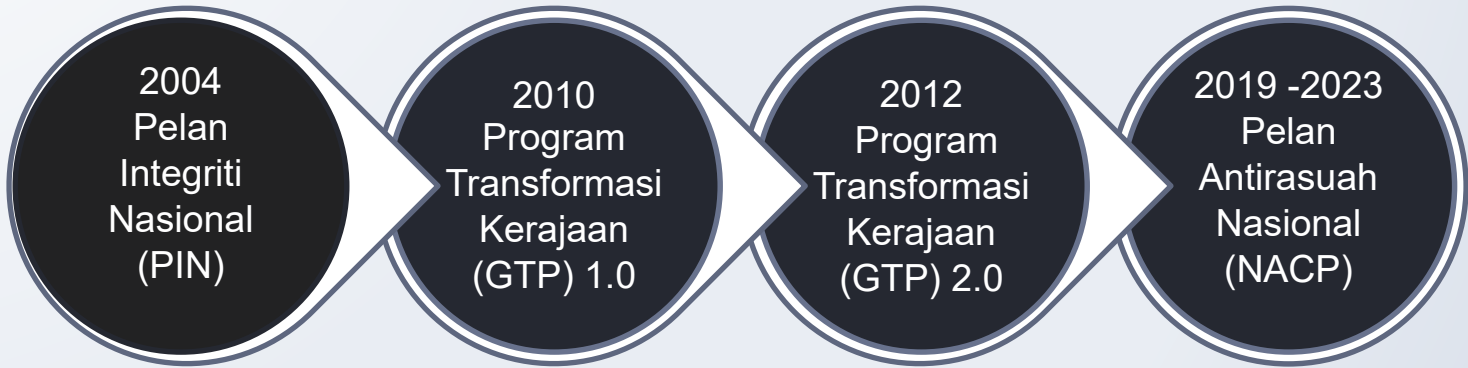 2004
Pelan
Integriti
Nasional
(PIN)
2010
Program
Transformasi
Kerajaan
(GTP) 1.0
2012
Program
Transformasi
Kerajaan
(GTP) 2.0
2019 -2023
Pelan
Antirasuah
Nasional
(NACP)